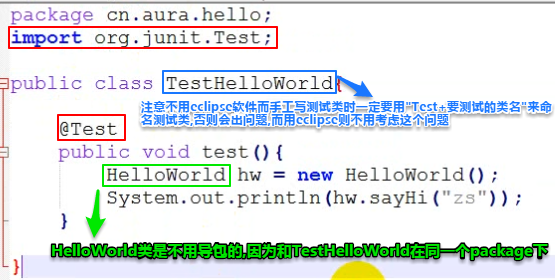 package cn.aura.hello;
import org.junit.Test;
public class TestHelloWorld{
注意不用eclipse软件而手工写测试类时一定要用"Test+要测试的类名"来命
名测试类,否则会出问题,而用eclipse则不用考虑这个问题
@Test
public void test(){
HelloWorld hw = new HelloWorld();
System.out.println(hw.sayHi("zs"));
}
HelloWorld类是不用导包的,因为和TestHelloWorld在同一个package下
}